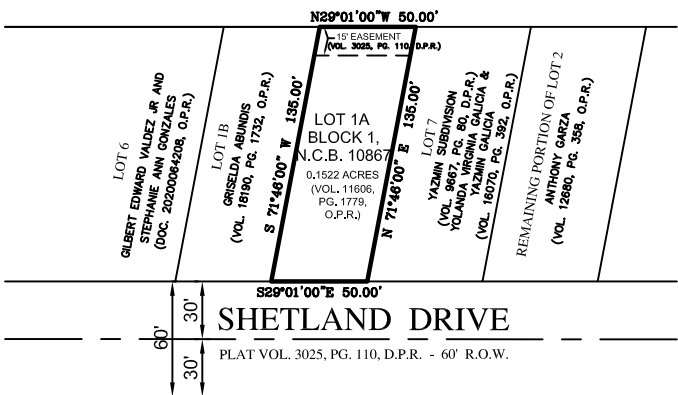 N29°01'00"W 50.00'
15' EASEMENT
(VOL. 3025, PG. 110, D.P.R.)
LOT 6
GILBERT EDWARD VALDEZ JR AND
STEPHANIE ANN GONZALES
(DOC. 20200064208, O.P.R.)
LOT 1B
GRISELDA ABUNDIS
(VOL. 18190, PG. 1732, O.P.R.)
S 71°46'00" W 135.00'
LOT 1A
BLOCK 1,
N.C.B. 10867
0.1522 ACRES
(VOL. 11606,
PG. 1779,
O.P.R.)
N 71°46'00" E 135.00'
LOT 7
YAZMIN SUBDIVISION
(VOL. 9667, PG. 80, D.P.R.)
YOLANDA VIRGINIA GALICIA &
YAZMIN GALICIA
(VOL. 16070, PG. 392, O.P.R.)
REMAINING PORTION OF LOT 2
ANTHONY GARZA
(VOL. 12680, PG. 358, O.P.R.)
S29°01'00"E 50.00'
60'
30'
30'
SHETLAND DRIVE
PLAT VOL. 3025, PG. 110, D.P.R. - 60' R.O.W.